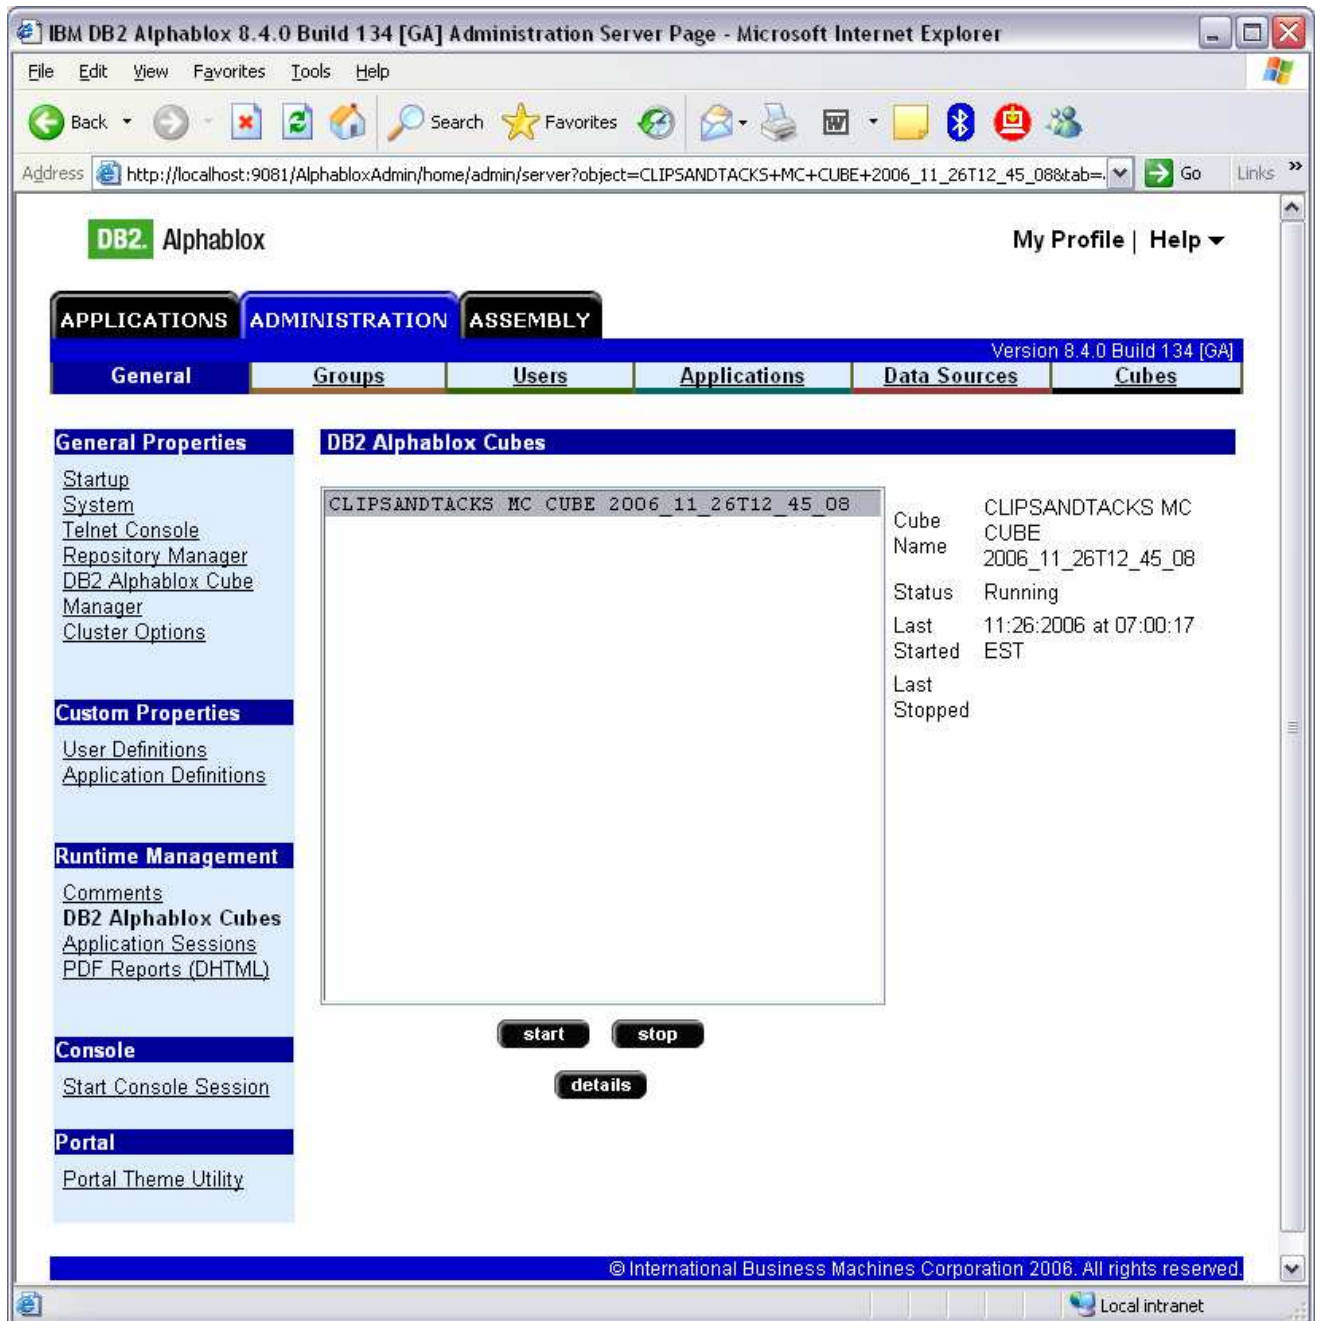 IBM DB2 Alphablox 8.4.0 Build 134 [GA] Administration Server Page - Microsoft Internet Explorer
File Edit View Favorites Tools Help
Back Search Favorites
Address http://localhost:9081/AlphabloxAdmin/home/admin/server?object=CLIPSANDTACKS+MC+CUBE+2006_11_26T12_45_08&tab=. Go Links »
DB2. Alphablox
My Profile | Help
APPLICATIONS ADMINISTRATION ASSEMBLY
Version 8.4.0 Build 134 [GA]
General Groups Users Applications Data Sources Cubes
General Properties
Startup
System
Telnet Console
Repository Manager
DB2 Alphablox Cube
Manager
Cluster Options
Custom Properties
User Definitions
Application Definitions
Runtime Management
Comments
DB2 Alphablox Cubes
Application Sessions
PDF Reports (DHTML)
Console
Start Console Session
Portal
Portal Theme Utility
DB2 Alphablox Cubes
CLIPSANDTACKS MC CUBE 2006_11_26T12_45_08
Cube Name
CLIPSANDTACKS MC
CUBE
2006_11_26T12_45_08
Status Running
Last Started
11:26:2006 at 07:00:17
EST
Last
Stopped
start stop
details
© International Business Machines Corporation 2006. All rights reserved.
Local intranet